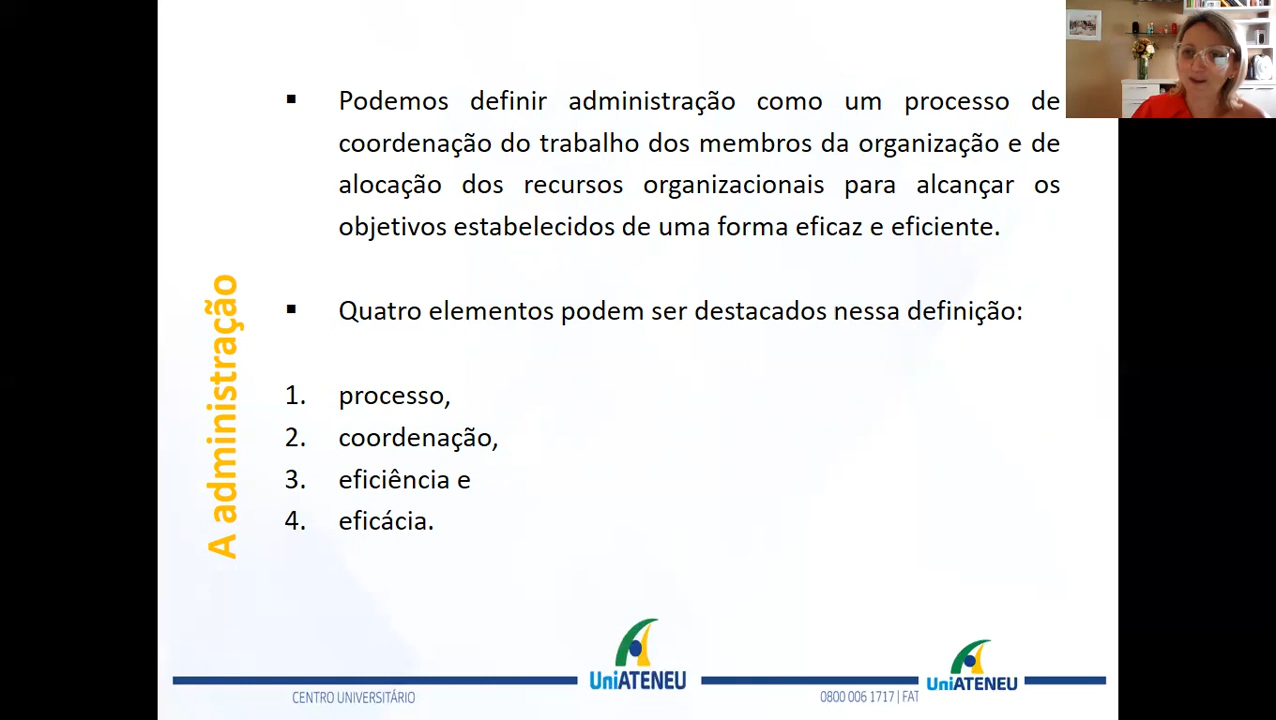 Podemos definir administração como um processo de
coordenação do trabalho dos membros da organização e de
alocação dos recursos organizacionais para alcançar os
objetivos estabelecidos de uma forma eficaz e eficiente.
Quatro elementos podem ser destacados nessa definição:
1. processo,
2. coordenação,
3. eficiência e
4. eficácia.
A administração
UniATENEU
UniATENEU
CENTRO UNIVERSITÁRIO
0800 006 1717 | FAT